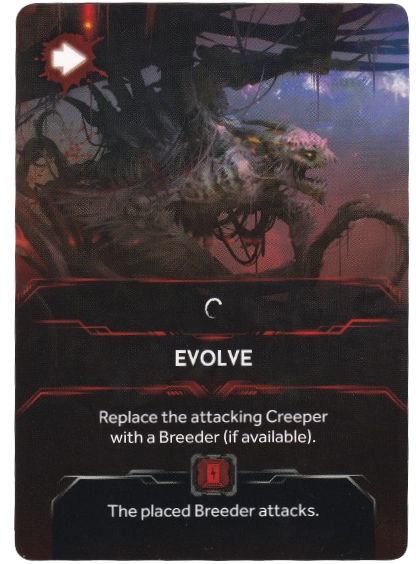 EVOLVE
Replace the attacking Creeper
with a Breeder (if available).
The placed Breeder attacks.